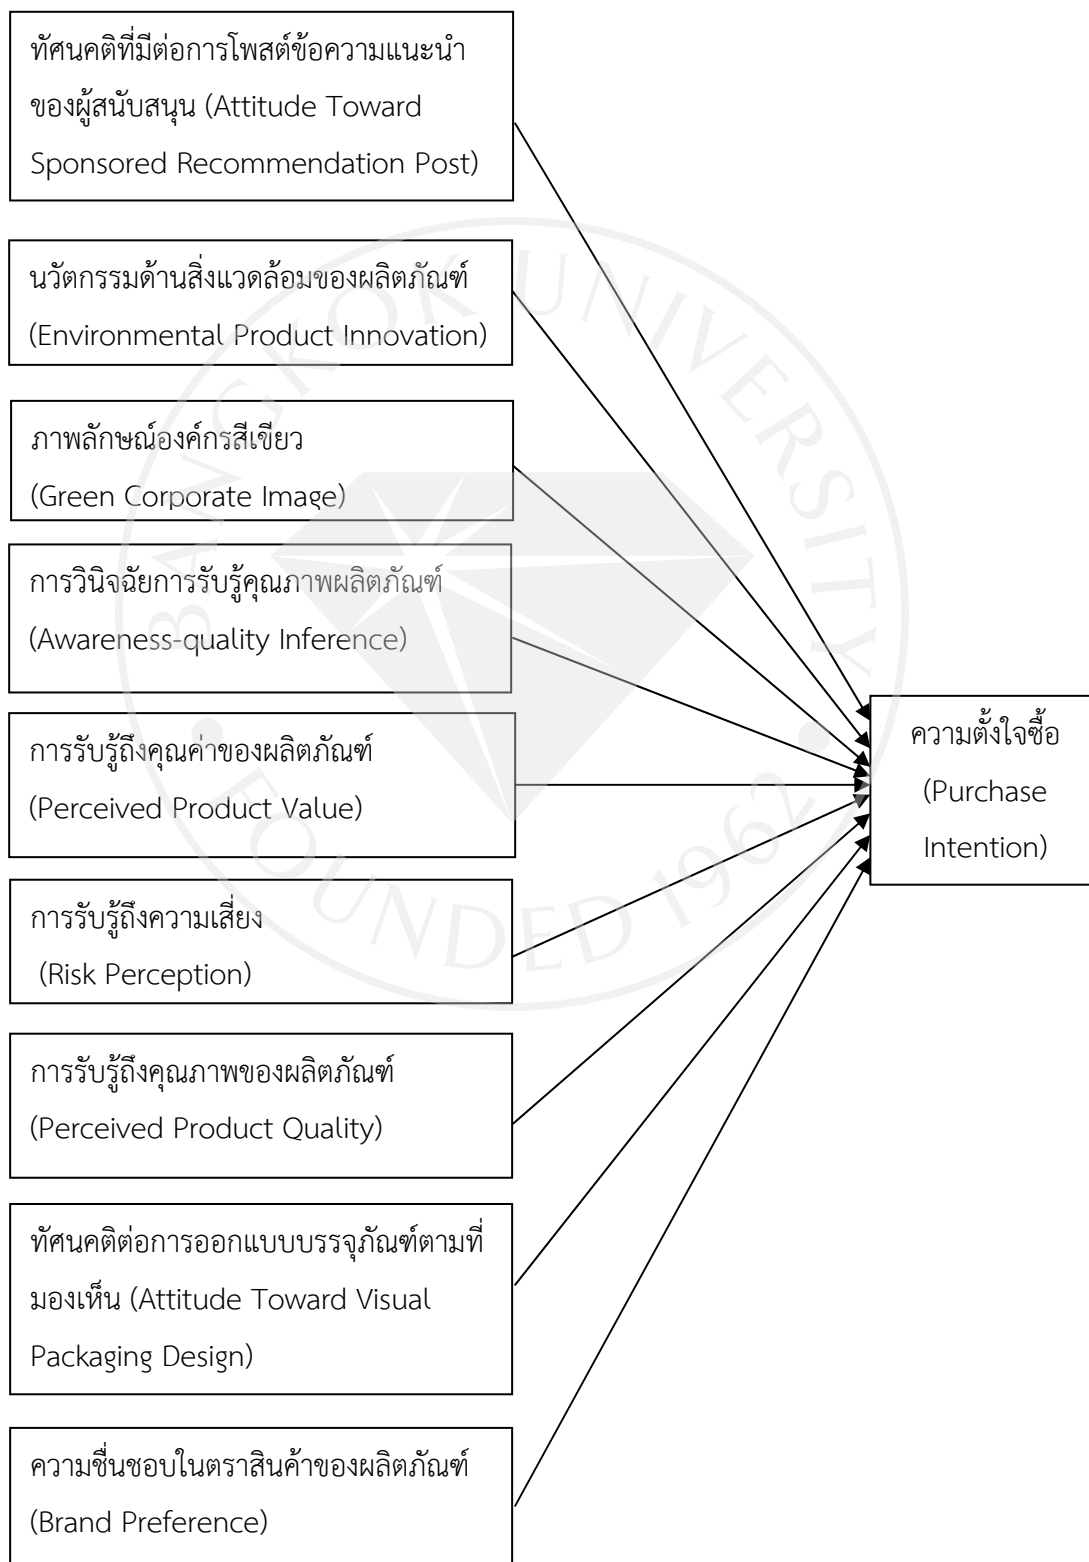 ทัศนคติที่มีต่อการโพสต์ข้อความแนะนำ
ของผู้สนับสนุน (Attitude Toward
Sponsored Recommendation Post)
นวัตกรรมด้านสิ่งแวดล้อมของผลิตภัณฑ์
(Environmental Product Innovation)
ภาพลักษณ์องค์กรสีเขียว
(Green Corporate Image)
การวินิจฉัยการรับรู้คุณภาพผลิตภัณฑ์
(Awareness-quality Inference)
การรับรู้ถึงคุณค่าของผลิตภัณฑ์
(Perceived Product Value)
การรับรู้ถึงความเสี่ยง
(Risk Perception)
การรับรู้ถึงคุณภาพของผลิตภัณฑ์
(Perceived Product Quality)
ทัศนคติต่อการออกแบบบรรจุภัณฑ์ตามที่
มองเห็น (Attitude Toward Visual
Packaging Design)
ความชื่นชอบในตราสินค้าของผลิตภัณฑ์
(Brand Preference)
ความตั้งใจซื้อ
(Purchase
Intention)
BANGKOK UNIVERSITY
FOUNDED 1962